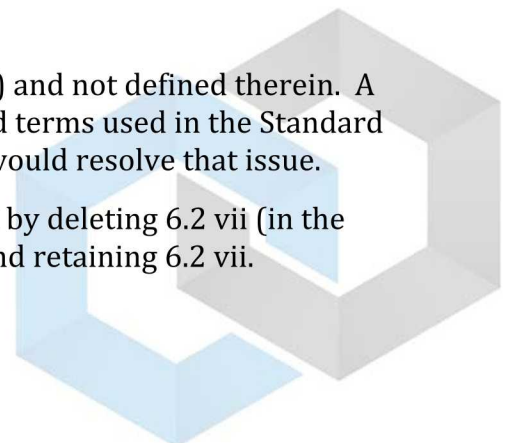 ) and not defined therein. A
d terms used in the Standard
would resolve that issue.
by deleting 6.2 vii (in the
nd retaining 6.2 vii.